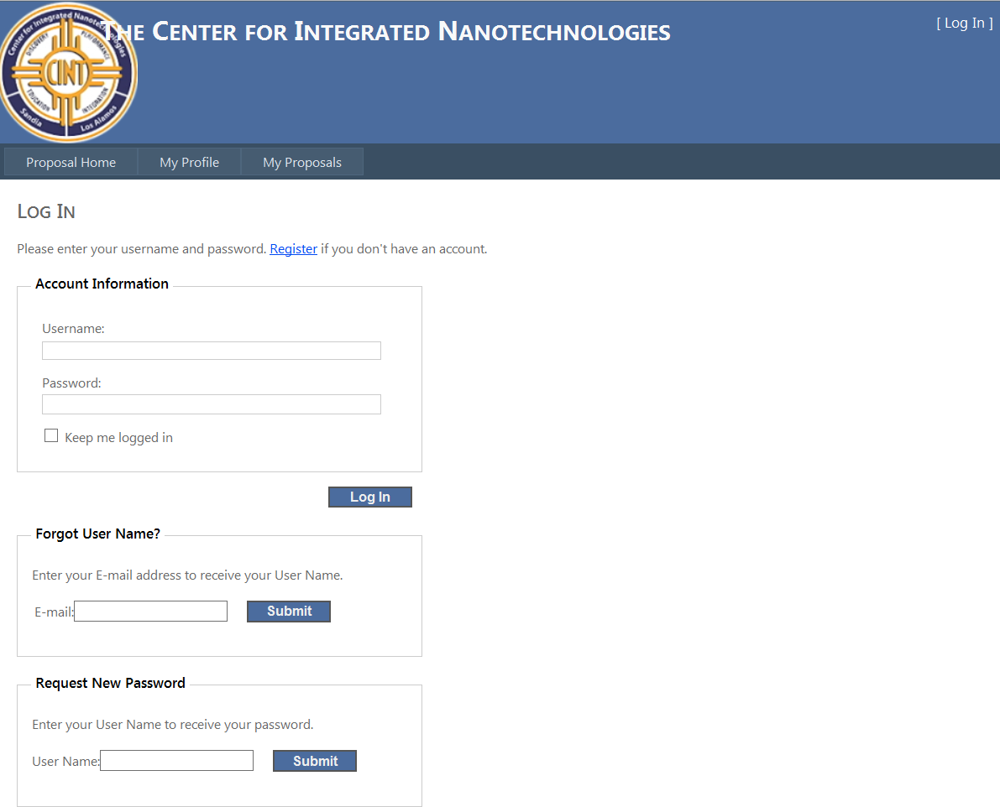 Center for Integrated Nanotechnologies
DISCOVERY
PERFORMANCE
CINT
EDUCATION
INTEGRATION
Sandia
Los Alamos
The Center for Integrated Nanotechnologies
[ Log In ]
Proposal Home My Profile My Proposals
Log In
Please enter your username and password. Register if you don't have an account.
Account Information
Username:
Password:
Keep me logged in
Log In
Forgot User Name?
Enter your E-mail address to receive your User Name.
E-mail: Submit
Request New Password
Enter your User Name to receive your password.
User Name: Submit